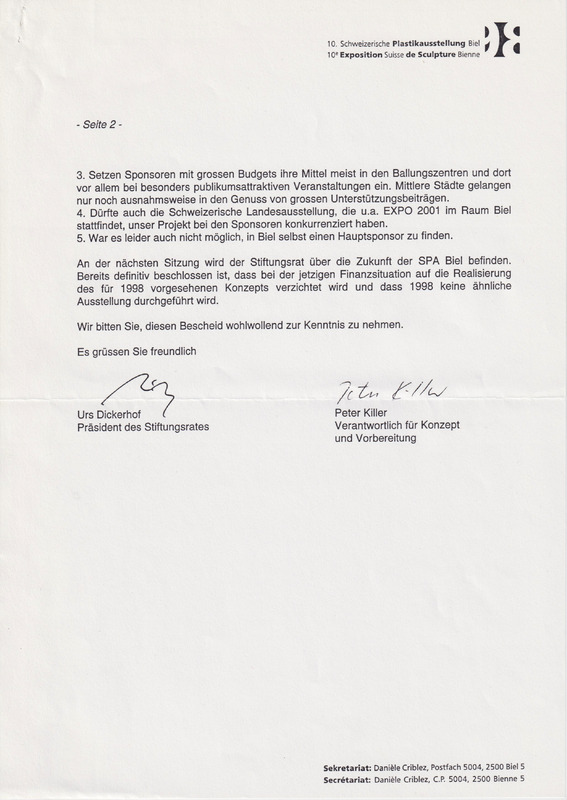 10. Schweizerische Plastikausstellung Biel
10e Exposition Suisse de Sculpture Bienne
- Seite 2 -
3. Setzen Sponsoren mit grossen Budgets ihre Mittel meist in den Ballungszentren und dort
vor allem bei besonders publikumsattraktiven Veranstaltungen ein. Mittlere Städte gelangen
nur noch ausnahmsweise in den Genuss von grossen Unterstützungsbeiträgen.
4. Dürfte auch die Schweizerische Landesausstellung, die u.a. EXPO 2001 im Raum Biel
stattfindet, unser Projekt bei den Sponsoren konkurrenziert haben.
5. War es leider auch nicht möglich, in Biel selbst einen Hauptsponsor zu finden.
An der nächsten Sitzung wird der Stiftungsrat über die Zukunft der SPA Biel befinden.
Bereits definitiv beschlossen ist, dass bei der jetzigen Finanzsituation auf die Realisierung
des für 1998 vorgesehenen Konzepts verzichtet wird und dass 1998 keine ähnliche
Ausstellung durchgeführt wird.
Wir bitten Sie, diesen Bescheid wohlwollend zur Kenntnis zu nehmen.
Es grüssen Sie freundlich
Peter Killer
Urs Dickerhof
Präsident des Stiftungsrates
Peter Killer
Verantwortlich für Konzept
und Vorbereitung
Sekretariat: Danièle Criblez, Postfach 5004, 2500 Biel 5
Secrétariat: Danièle Criblez, C.P. 5004, 2500 Bienne 5